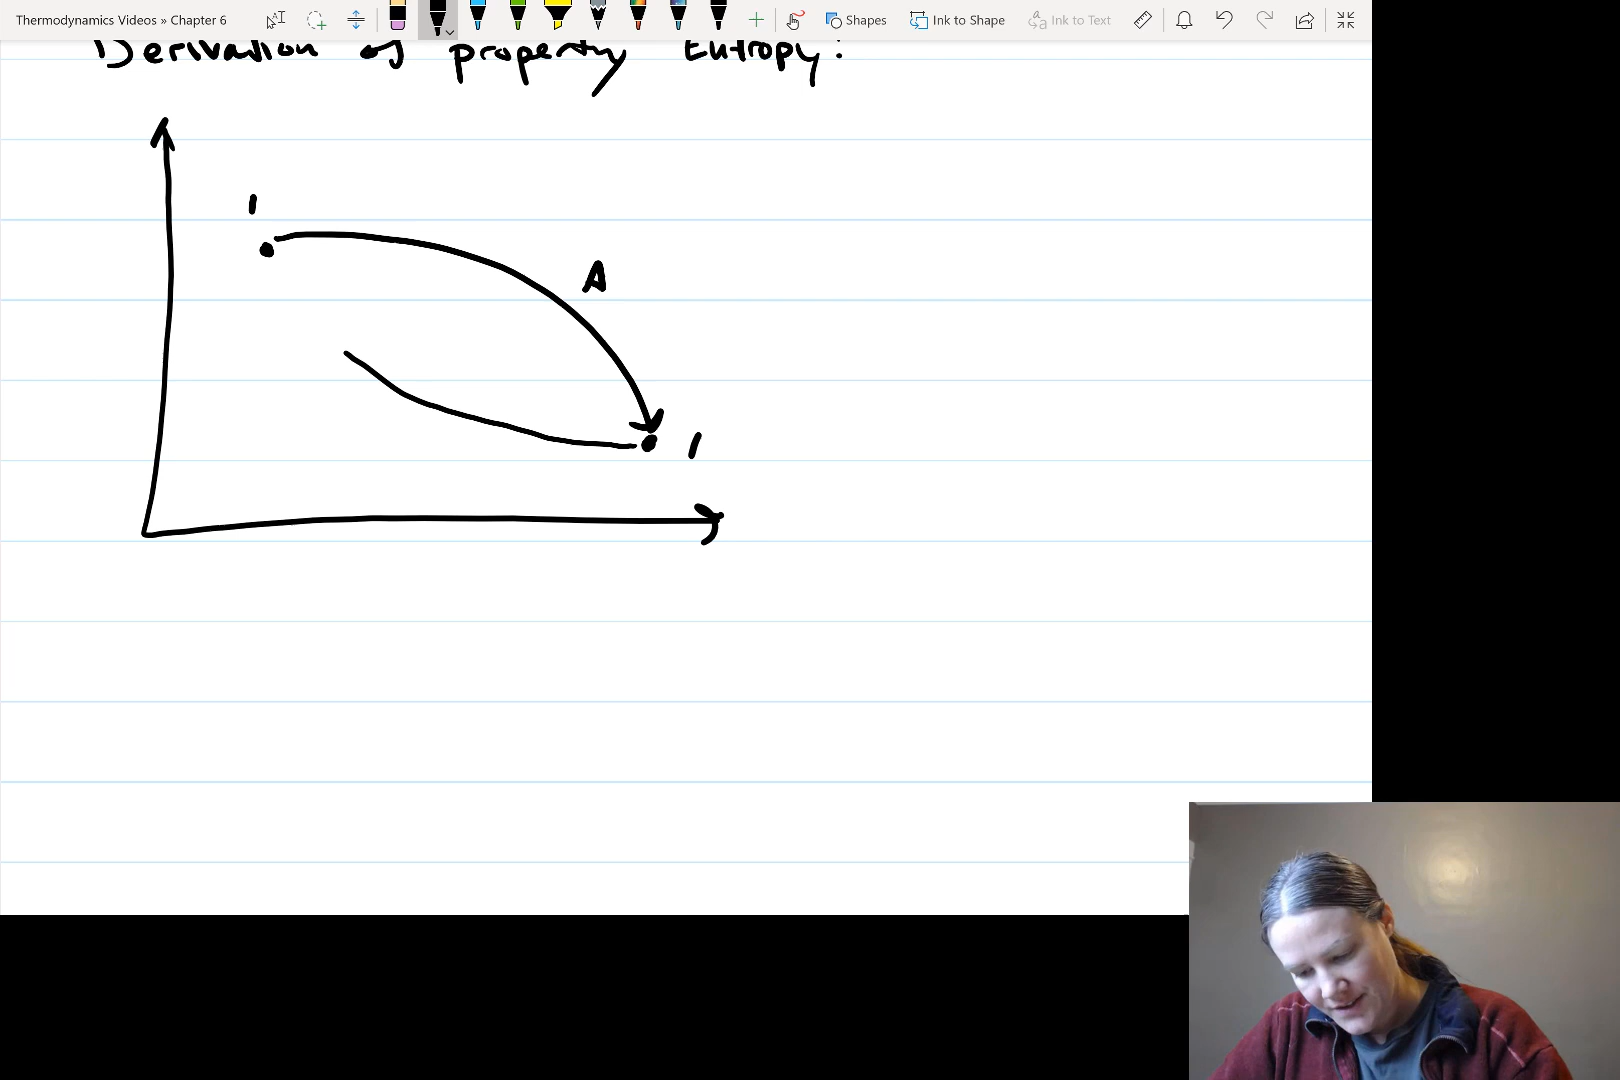 Thermodynamics Videos » Chapter 6
Shapes
Ink to Shape
Ink to Text
Derivation of property Entropy:
1
A
1